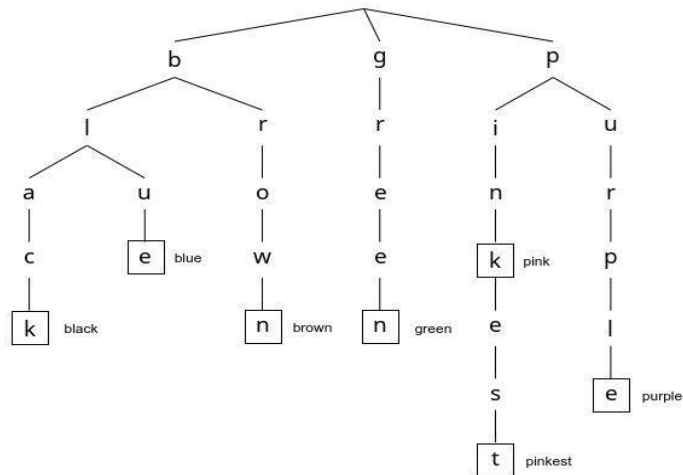 b g p
l r r i u
a u o e n r
c e blue w e k pink p
k black n brown n green e l
s e purple
t pinkest